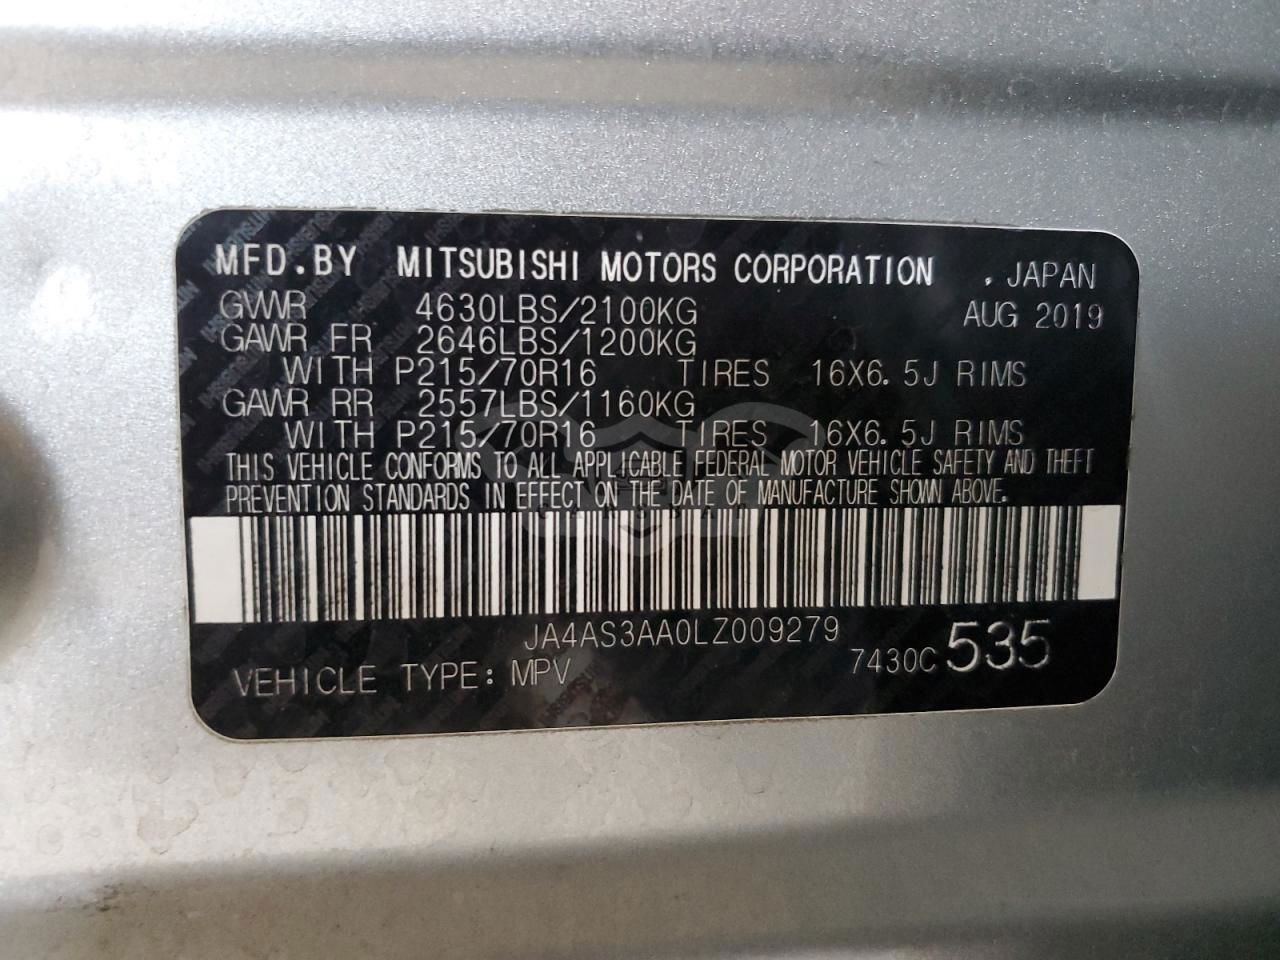 MFD.BY MITSUBISHI MOTORS CORPORATION , JAPAN
GVWR 4630LBS/2100KG AUG 2019
GAWR FR 2646LBS/1200KG
WITH P215/70R16 TIRES 16X6.5J RIMS
GAWR RR 2557LBS/1160KG
WITH P215/70R16 TIRES 16X6.5J RIMS
THIS VEHICLE CONFORMS TO ALL APPLICABLE FEDERAL MOTOR VEHICLE SAFETY AND THEFT
PREVENTION STANDARDS IN EFFECT ON THE DATE OF MANUFACTURE SHOWN ABOVE.
JA4AS3AA0LZ009279
VEHICLE TYPE: MPV 7430C 535